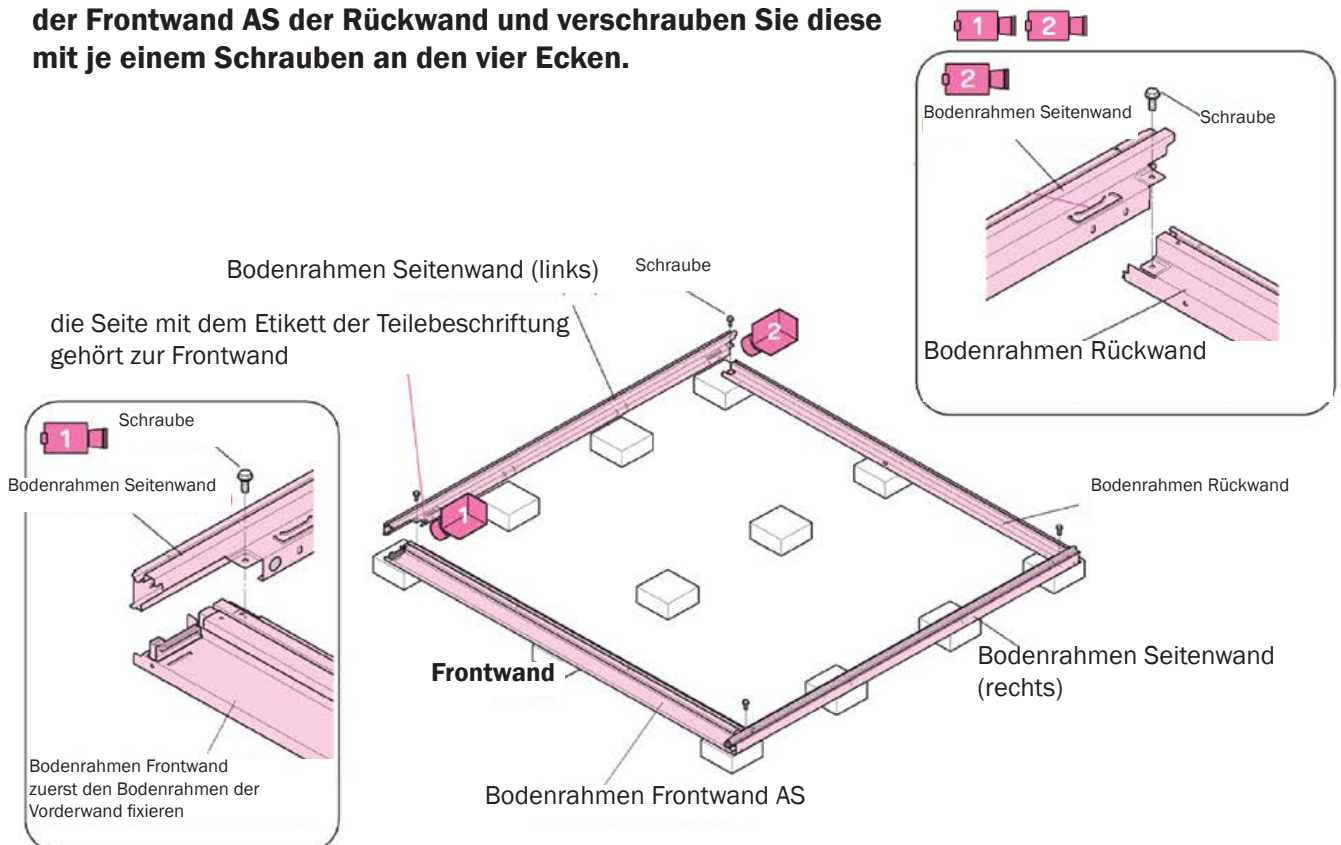 der Frontwand AS der Rückwand und verschrauben Sie diese
mit je einem Schrauben an den vier Ecken.
1 2
2
Bodenrahmen Seitenwand
Schraube
Bodenrahmen Rückwand
Bodenrahmen Seitenwand (links)
Schraube
die Seite mit dem Etikett der Teilebeschriftung
gehört zur Frontwand
2
1
Schraube
Bodenrahmen Seitenwand
Bodenrahmen Frontwand
zuerst den Bodenrahmen der
Vorderwand fixieren
1
Bodenrahmen Rückwand
Frontwand
Bodenrahmen Seitenwand
(rechts)
Bodenrahmen Frontwand AS